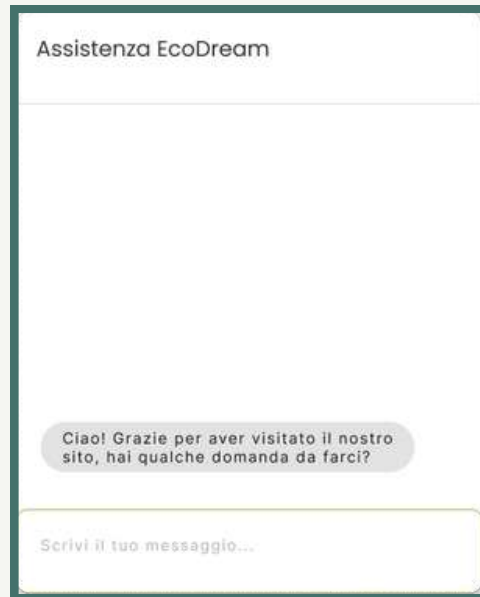 Assistenza EcoDream
Ciao! Grazie per aver visitato il nostro
sito, hai qualche domanda da farci?
Scrivi il tuo messaggio...